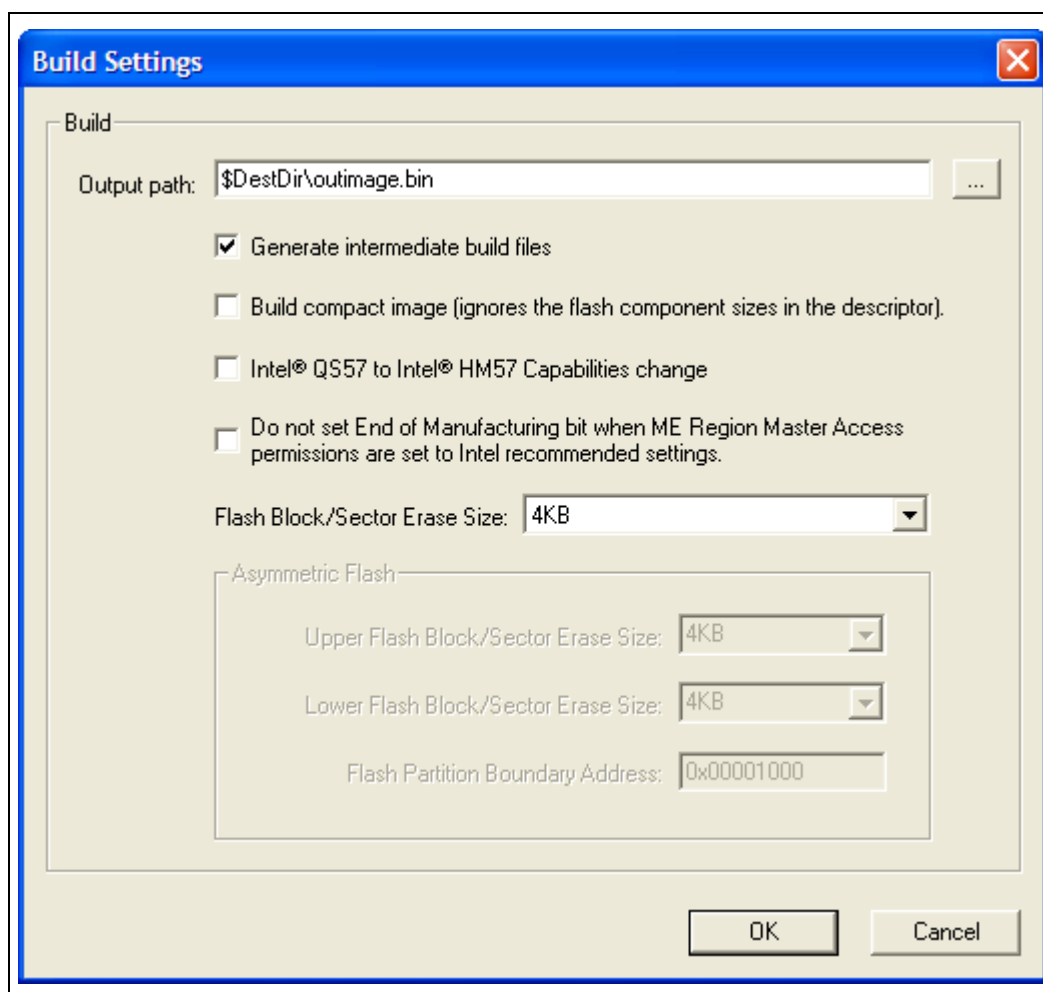 Build Settings
Build
Output path: $DestDir\outimage.bin ...
Generate intermediate build files
Build compact image (ignores the flash component sizes in the descriptor).
Intel® QS57 to Intel® HM57 Capabilities change
Do not set End of Manufacturing bit when ME Region Master Access
permissions are set to Intel recommended settings.
Flash Block/Sector Erase Size: 4KB
Asymmetric Flash
Upper Flash Block/Sector Erase Size: 4KB
Lower Flash Block/Sector Erase Size: 4KB
Flash Partition Boundary Address: 0x00001000
OK Cancel